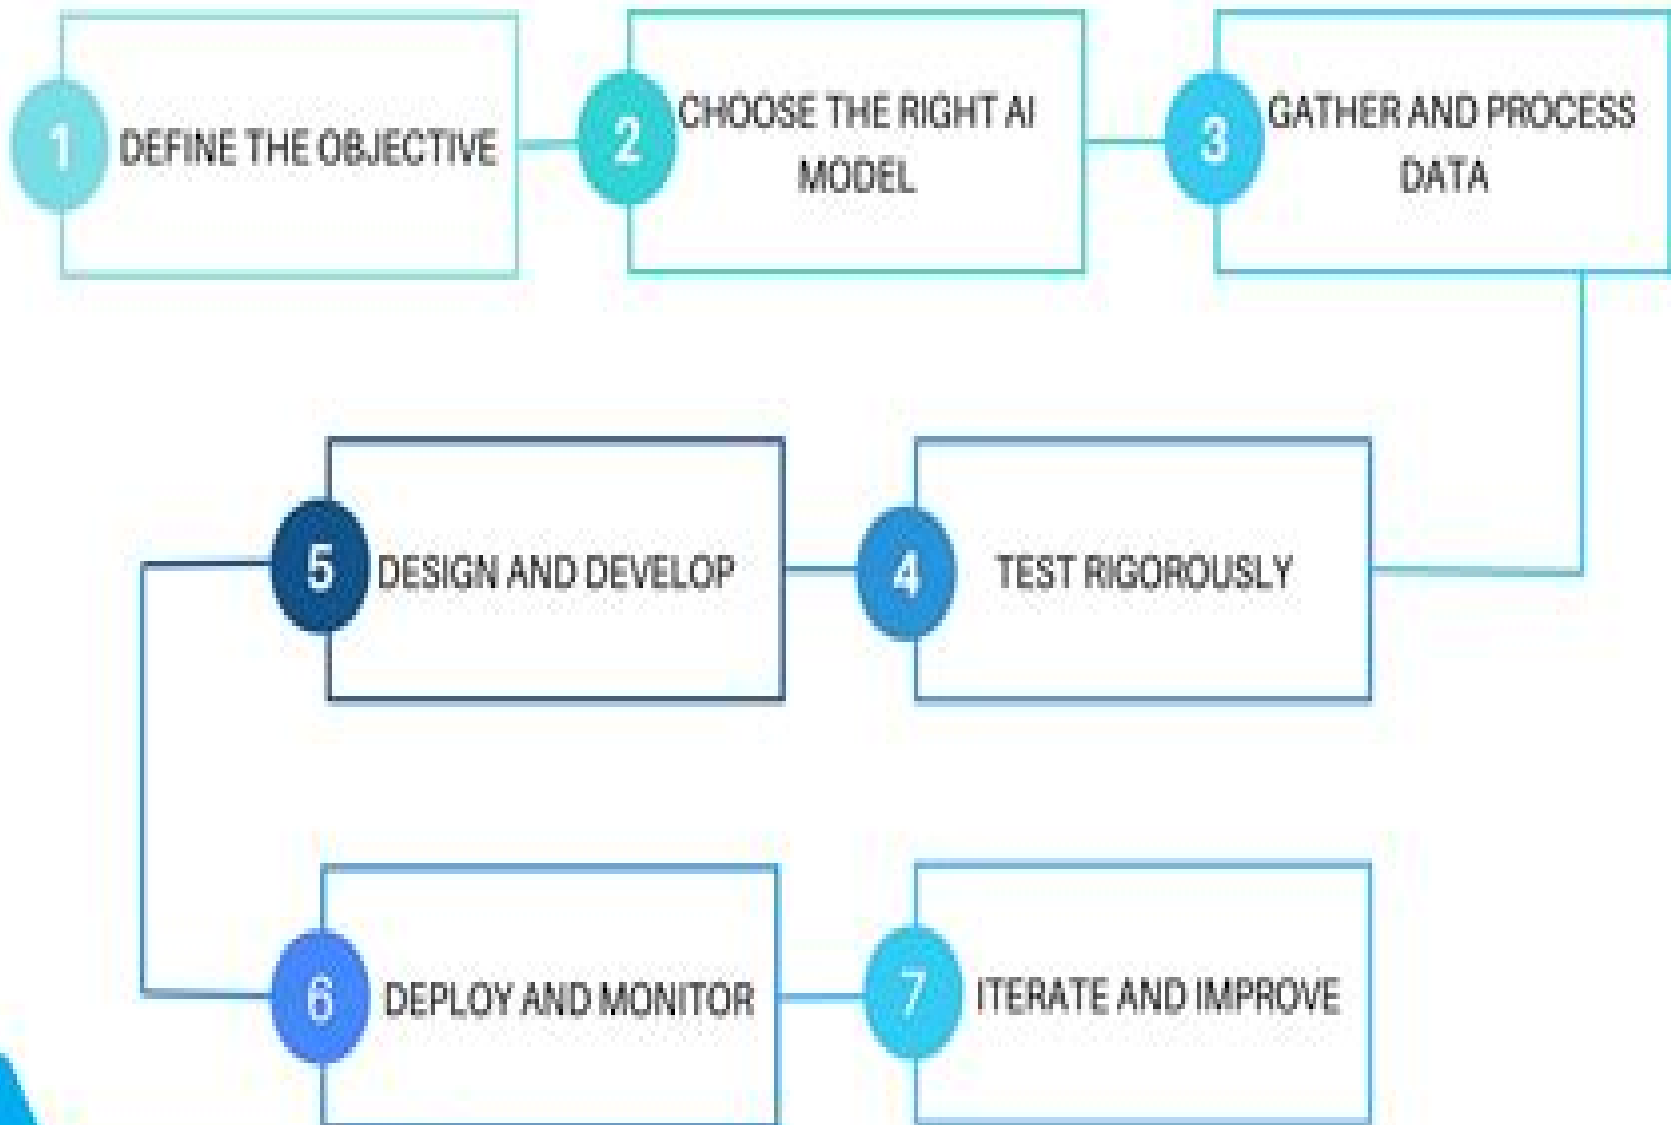 1
DEFINE THE OBJECTIVE
2
CHOOSE THE RIGHT AI
MODEL
3
GATHER AND PROCESS
DATA
4
TEST RIGOROUSLY
5
DESIGN AND DEVELOP
6
DEPLOY AND MONITOR
7
ITERATE AND IMPROVE